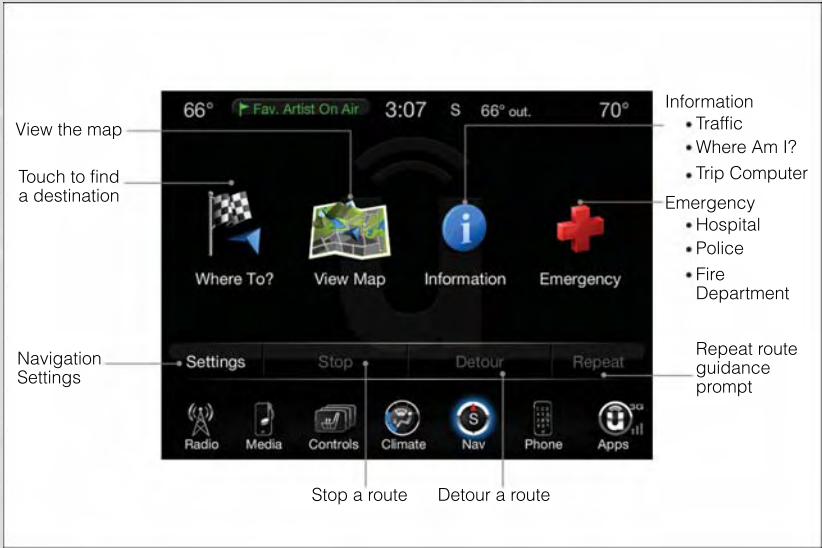 View the map
Touch to find
a destination
Navigation
Settings
66°
Fav. Artist On Air
3:07
S
66° out.
70°
Where To?
View Map
i
Information
Emergency
Settings
Stop
Detour
Repeat
S
u
3G
Radio
Media
Controls
Climate
Nav
Phone
Apps
Information
• Traffic
• Where Am I?
• Trip Computer
Emergency
• Hospital
• Police
• Fire
Department
Repeat route
guidance
prompt
Stop a route
Detour a route